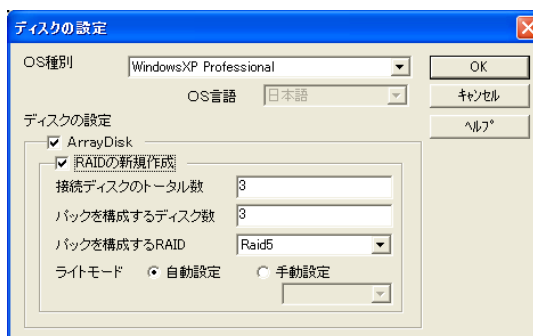 ディスクの設定
OS種別 WindowsXP Professional OK
OS言語 日本語 キャンセル
ディスクの設定 ヘルプ
ArrayDisk
RAIDの新規作成
接続ディスクのトータル数 3
パックを構成するディスク数 3
パックを構成するRAID Raid5
ライトモード 自動設定 手動設定